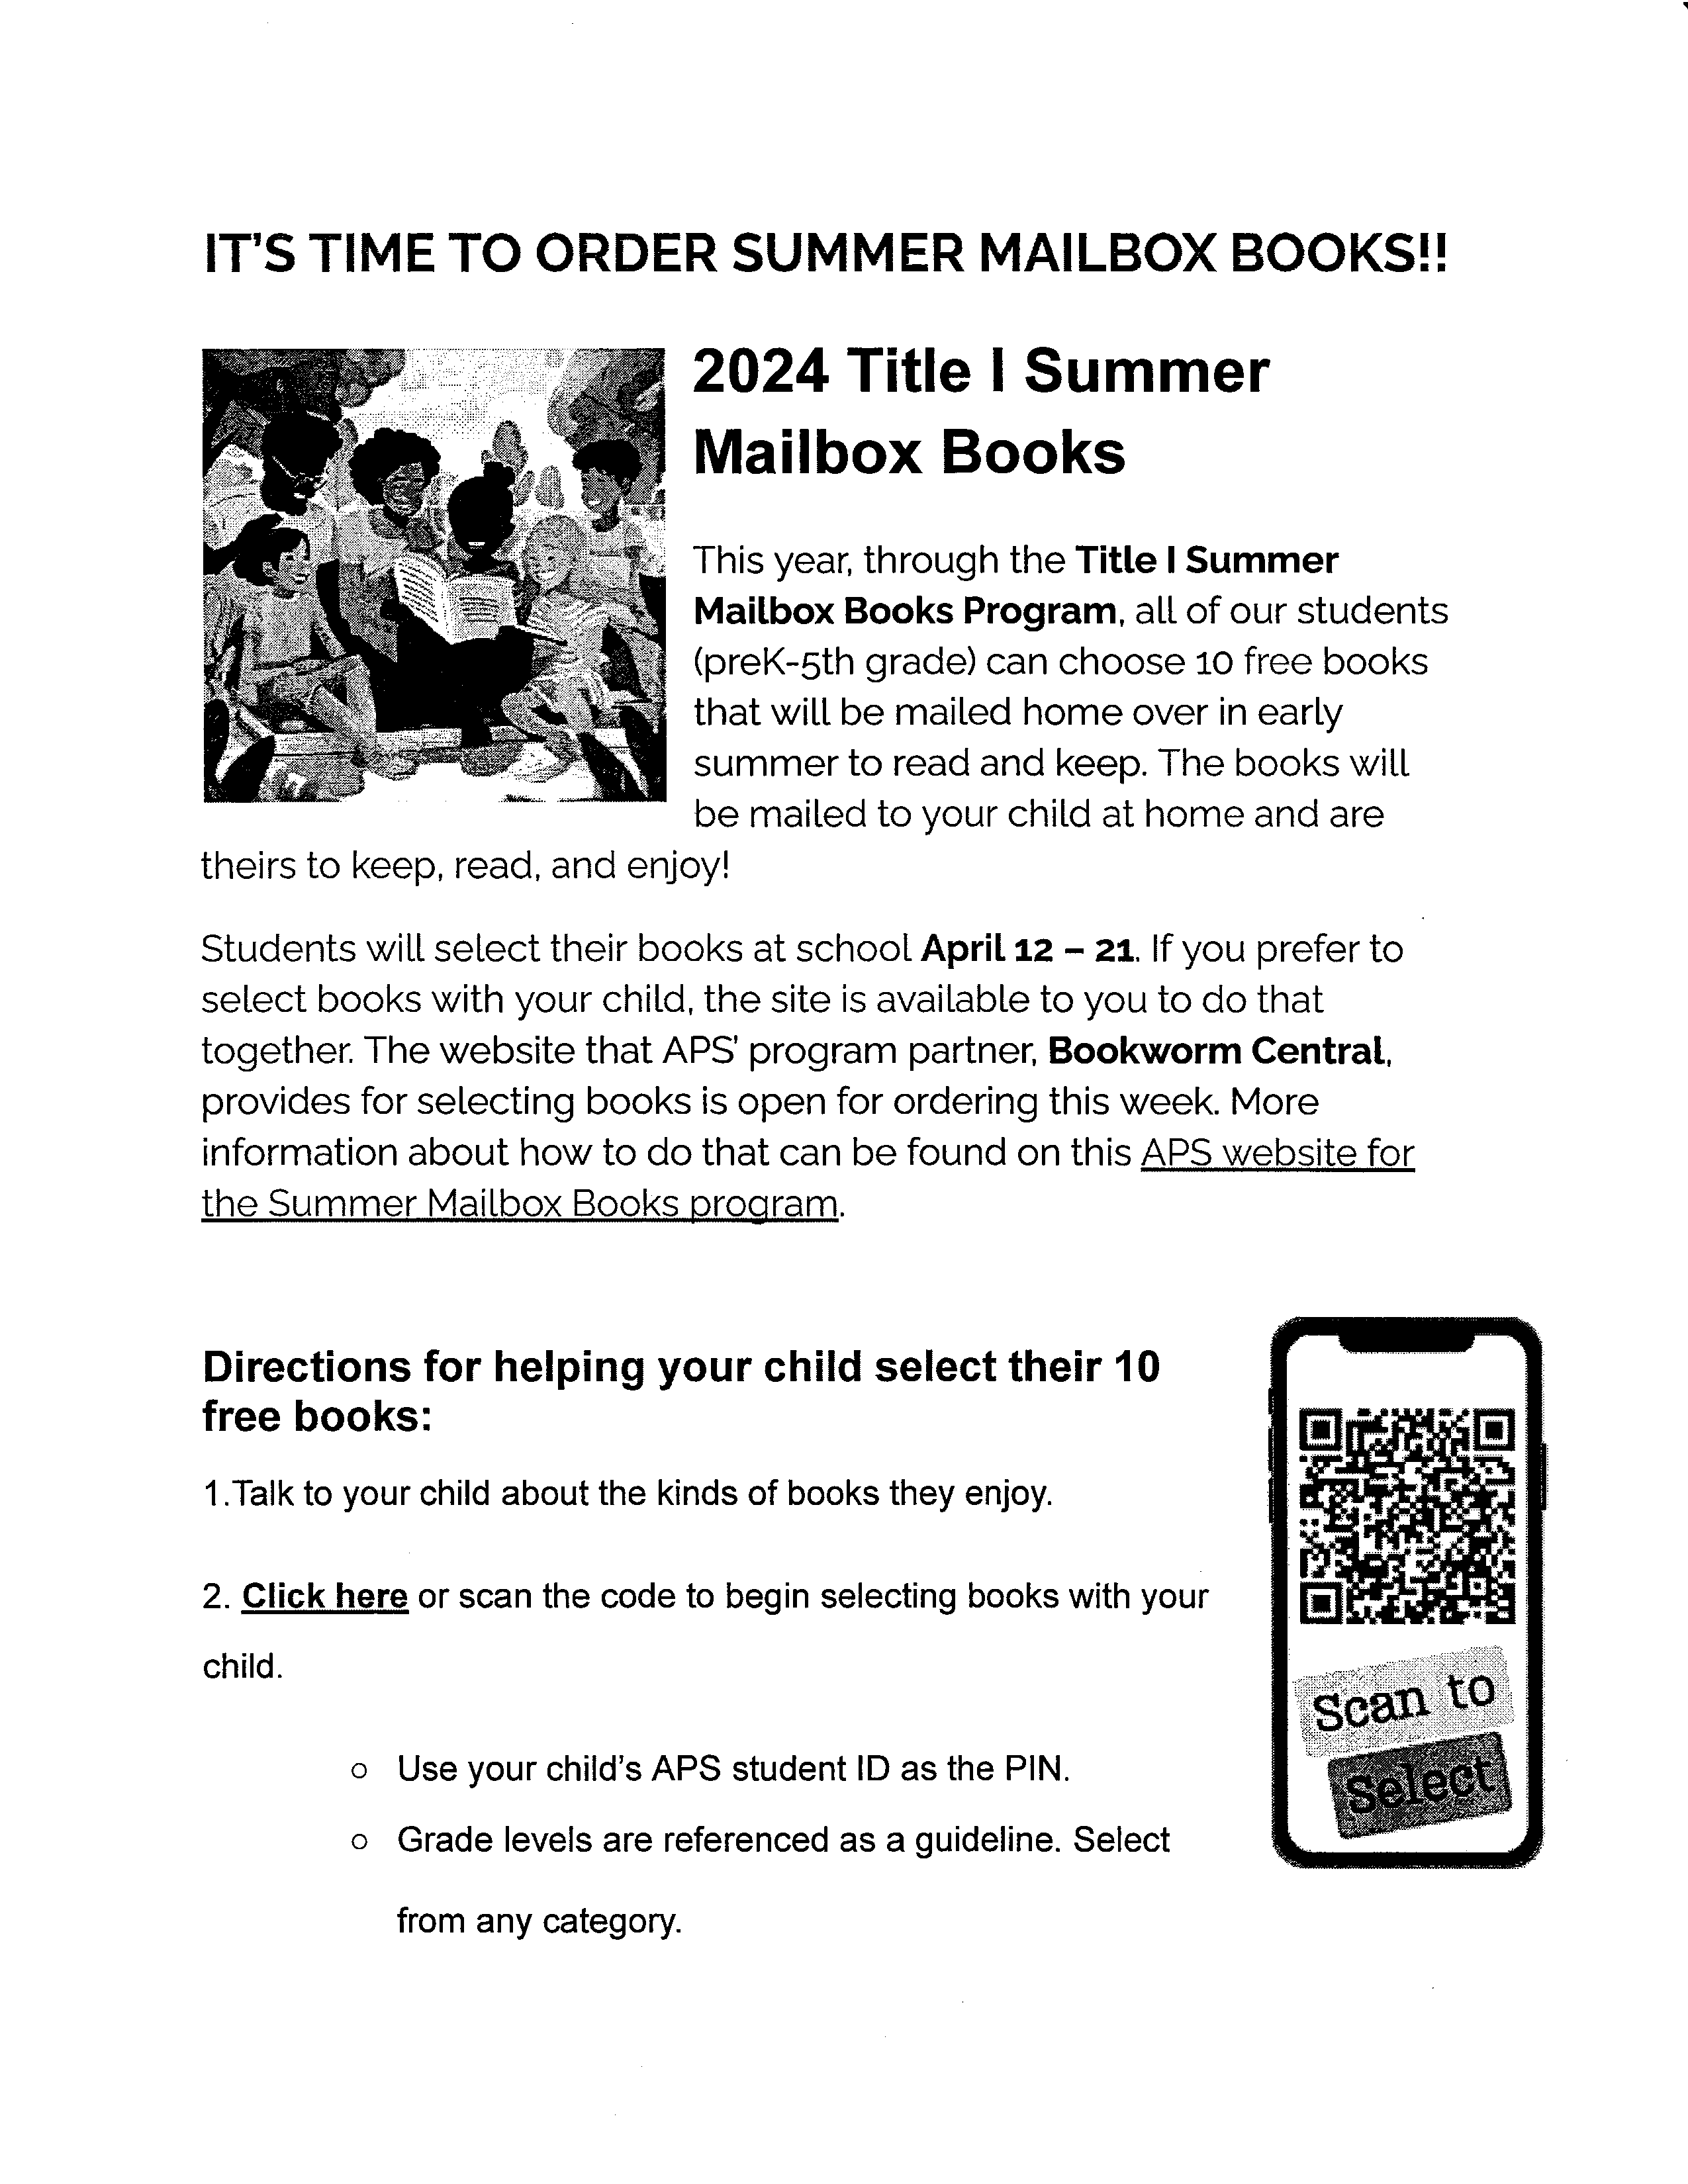 IT'S TIME TO ORDER SUMMER MAILBOX BOOKS!!
2024 Title I Summer
Mailbox Books
This year, through the Title I Summer
Mailbox Books Program, all of our students
(preK-5th grade) can choose 10 free books
that will be mailed home over in early
summer to read and keep. The books will
be mailed to your child at home and are
theirs to keep, read, and enjoy!
Students will select their books at school April 12 – 21. If you prefer to
select books with your child, the site is available to you to do that
together. The website that APS' program partner, Bookworm Central,
provides for selecting books is open for ordering this week. More
information about how to do that can be found on this APS website for
the Summer Mailbox Books program.
Directions for helping your child select their 10
free books:
1.Talk to your child about the kinds of books they enjoy.
2. Click here or scan the code to begin selecting books with your
child.
o Use your child's APS student ID as the PIN.
o Grade levels are referenced as a guideline. Select
from any category.
Scan to
Select